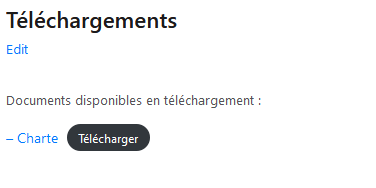 Téléchargements
Edit
Documents disponibles en téléchargement :
– Charte Télécharger